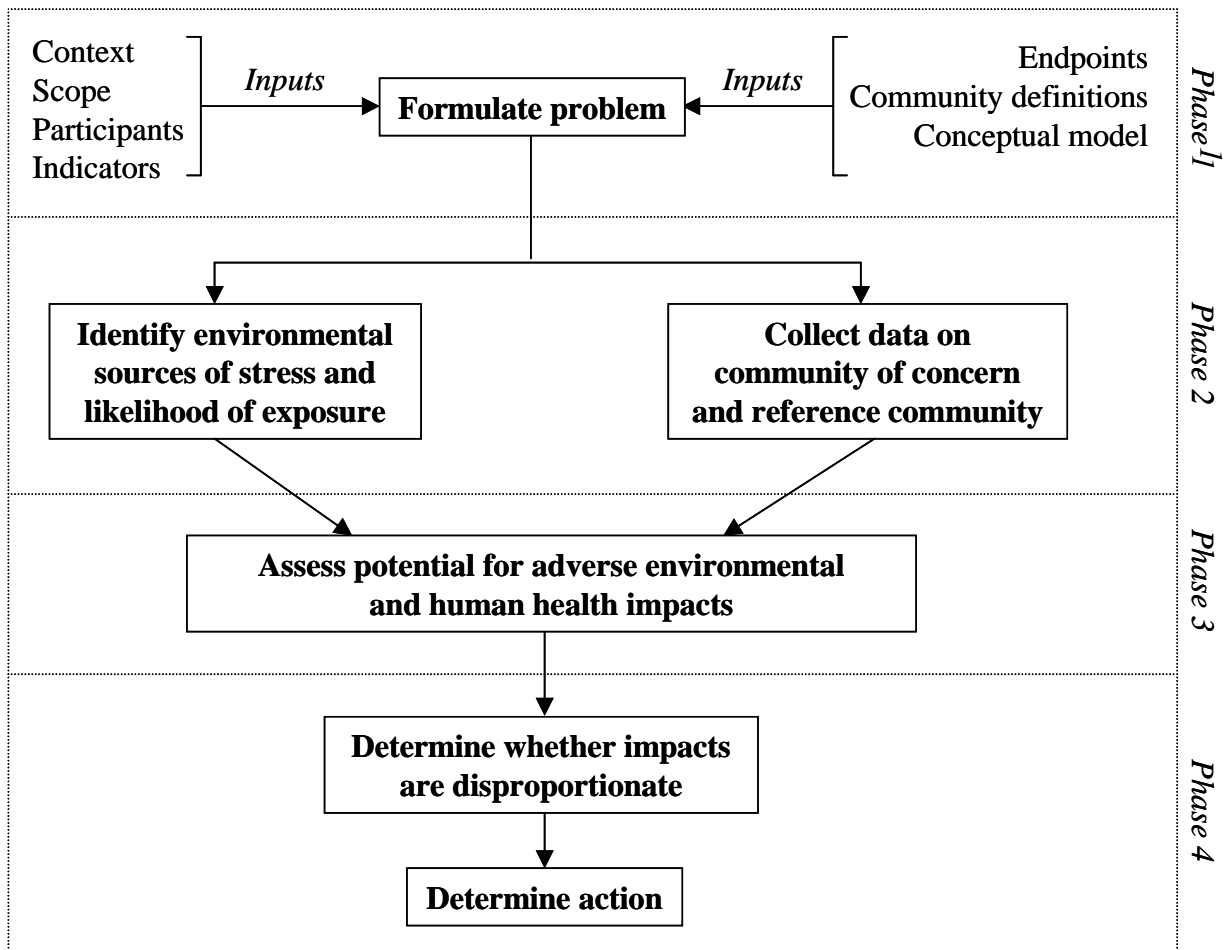 Context
Scope
Participants
Indicators
Inputs
Formulate problem
Inputs
Endpoints
Community definitions
Conceptual model
Phase 1
Identify environmental
sources of stress and
likelihood of exposure
Collect data on
community of concern
and reference community
Phase 2
Assess potential for adverse environmental
and human health impacts
Phase 3
Determine whether impacts
are disproportionate
Determine action
Phase 4